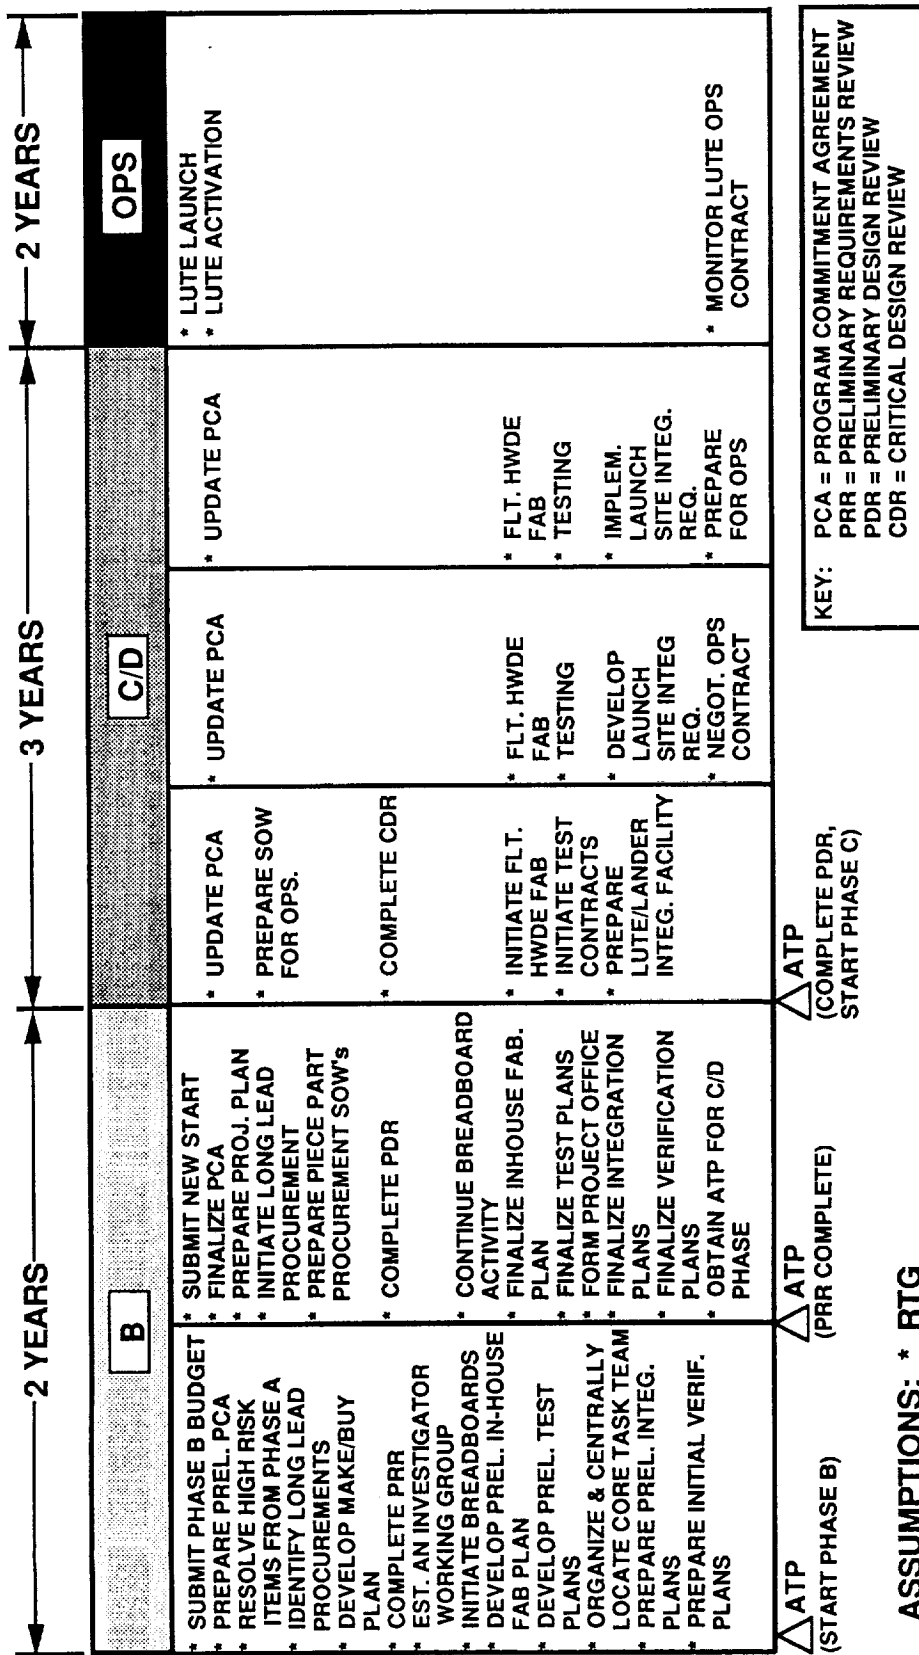 2 YEARS
3 YEARS
2 YEARS
B
C/D
OPS
* SUBMIT PHASE B BUDGET
* PREPARE PREL. PCA
* RESOLVE HIGH RISK
ITEMS FROM PHASE A
* IDENTIFY LONG LEAD
PROCUREMENTS
* DEVELOP MAKE/BUY
PLAN
* COMPLETE PRR
* EST. AN INVESTIGATOR
WORKING GROUP
* INITIATE BREADBOARDS
* DEVELOP PREL. IN-HOUSE
FAB PLAN
* DEVELOP PREL. TEST
PLANS
* ORGANIZE & CENTRALLY
LOCATE CORE TASK TEAM
* PREPARE PREL. INTEG.
PLANS
* PREPARE INITIAL VERIF.
PLANS
* SUBMIT NEW START
* FINALIZE PCA
* PREPARE PROJ. PLAN
* INITIATE LONG LEAD
PROCUREMENT
* PREPARE PIECE PART
PROCUREMENT SOW's
* COMPLETE PDR
* CONTINUE BREADBOARD
ACTIVITY
* FINALIZE INHOUSE FAB.
PLAN
* FINALIZE TEST PLANS
* FORM PROJECT OFFICE
* FINALIZE INTEGRATION
PLANS
* FINALIZE VERIFICATION
PLANS
* OBTAIN ATP FOR C/D
PHASE
* UPDATE PCA
* PREPARE SOW
FOR OPS.
* COMPLETE CDR
* INITIATE FLT.
HWDE FAB
* INITIATE TEST
CONTRACTS
* PREPARE
LUTE/LANDER
INTEG. FACILITY
* UPDATE PCA
* FLT. HWDE
FAB
* TESTING
* DEVELOP
LAUNCH
SITE INTEG
REQ.
* NEGOT. OPS
CONTRACT
* UPDATE PCA
* FLT. HWDE
FAB
* TESTING
* IMPLEM.
LAUNCH
SITE INTEG.
REQ.
* PREPARE
FOR OPS
* LUTE LAUNCH
* LUTE ACTIVATION
* MONITOR LUTE OPS
CONTRACT
ATP
(START PHASE B)
ATP
(PRR COMPLETE)
ATP
(COMPLETE PDR,
START PHASE C)
KEY: PCA = PROGRAM COMMITMENT AGREEMENT
PRR = PRELIMINARY REQUIREMENTS REVIEW
PDR = PRELIMINARY DESIGN REVIEW
CDR = CRITICAL DESIGN REVIEW
ASSUMPTIONS: * RTG